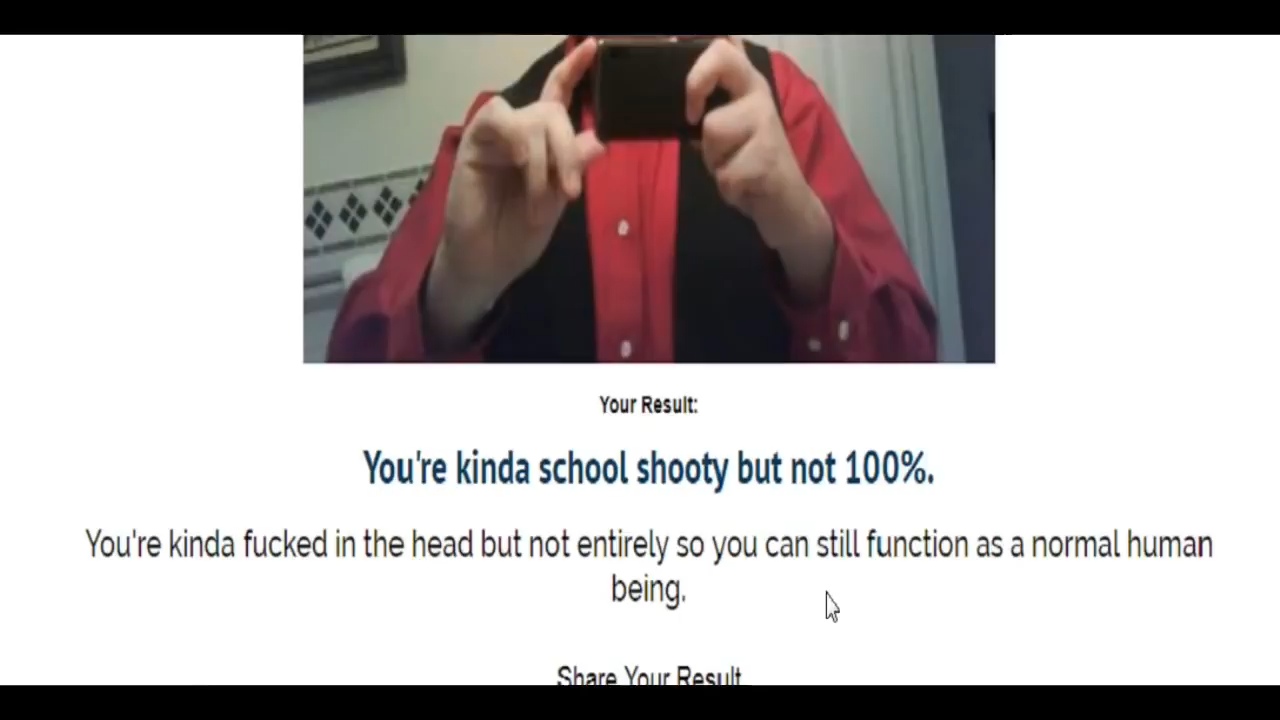 Your Result:
You're kinda school shooty but not 100%.
You're kinda fucked in the head but not entirely so you can still function as a normal human
being.
Share Your Result